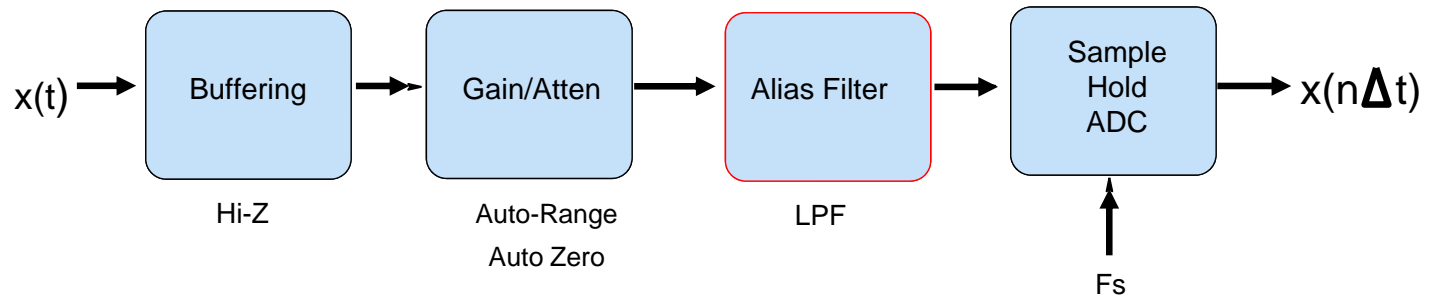 x(t)
Buffering
Hi-Z
Gain/Atten
Auto-Range
Auto Zero
Alias Filter
LPF
Sample
Hold
ADC
Fs
x(nΔt)